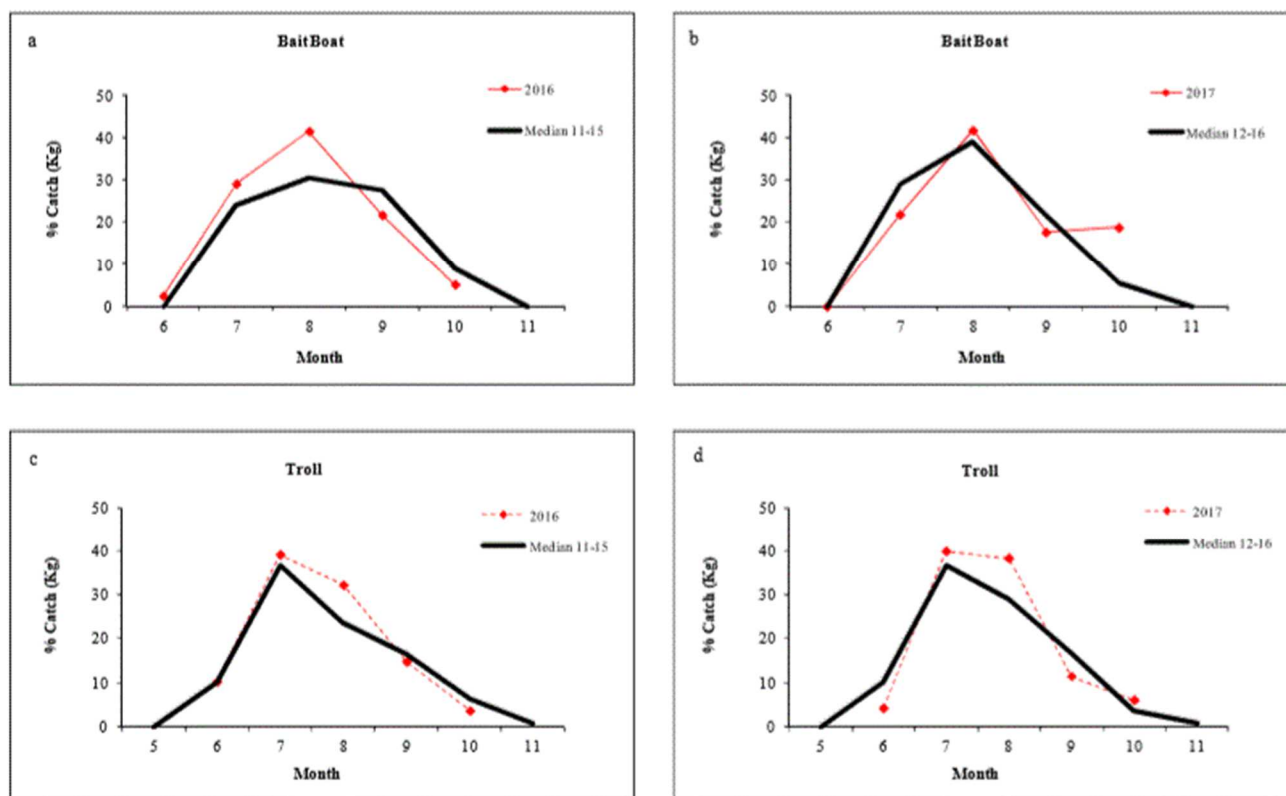 a
BaitBoat
2016
Median 11-15
% Catch (Kg)
50
40
30
20
10
0
6 7 8 9 10 11
Month
b
BaitBoat
2017
Median 12-16
% Catch (Kg)
50
40
30
20
10
0
6 7 8 9 10 11
Month
c
Troll
2016
Median 11-15
% Catch (Kg)
50
40
30
20
10
0
5 6 7 8 9 10 11
Month
d
Troll
2017
Median 12-16
% Catch (Kg)
50
40
30
20
10
0
5 6 7 8 9 10 11
Month